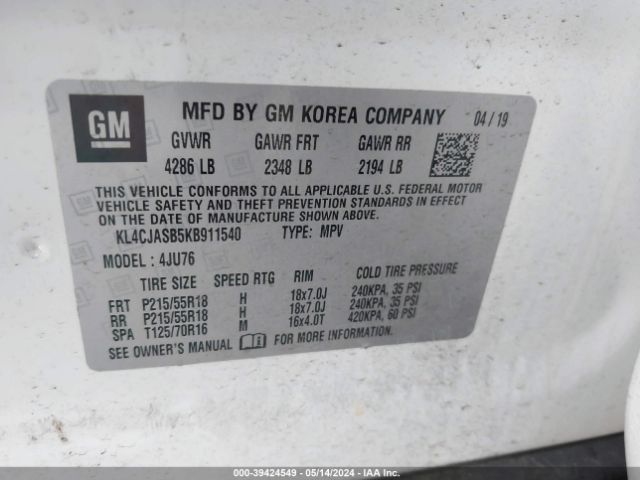 GM
MFD BY GM KOREA COMPANY 04/19
GVWR GAWR FRT GAWR RR
4286 LB 2348 LB 2194 LB
THIS VEHICLE CONFORMS TO ALL APPLICABLE U.S. FEDERAL MOTOR
VEHICLE SAFETY AND THEFT PREVENTION STANDARDS IN EFFECT
ON THE DATE OF MANUFACTURE SHOWN ABOVE.
KL4CJASB5KB911540 TYPE: MPV
MODEL : 4JU76
TIRE SIZE SPEED RTG RIM COLD TIRE PRESSURE
FRT P215/55R18 H 18x7.0J 240KPA, 35 PSI
RR P215/55R18 H 18x7.0J 240KPA, 35 PSI
SPA T125/70R16 M 16x4.0T 420KPA, 60 PSI
SEE OWNER'S MANUAL FOR MORE INFORMATION
000-39424549 - 05/14/2024 - IAA Inc.